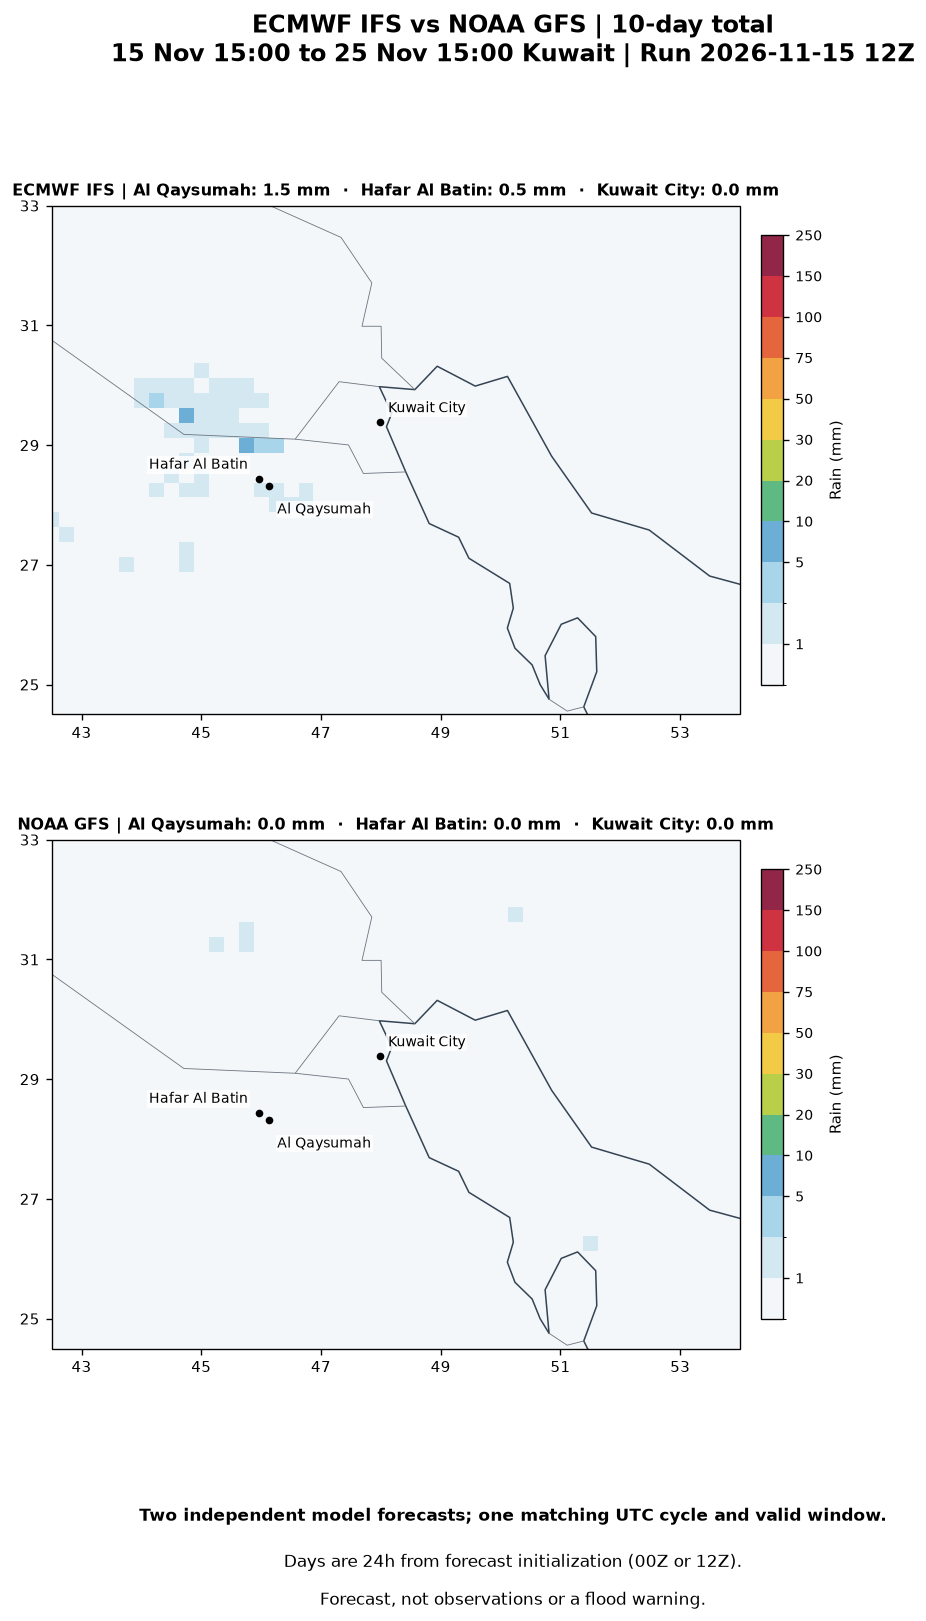 ECMWF IFS vs NOAA GFS | 10-day total
15 Nov 15:00 to 25 Nov 15:00 Kuwait | Run 2026-11-15 12Z
ECMWF IFS | Al Qaysumah: 1.5 mm · Hafar Al Batin: 0.5 mm · Kuwait City: 0.0 mm
33
31
29
27
25
43 45 47 49 51 53
Kuwait City
Hafar Al Batin
Al Qaysumah
250
150
100
75
50
30
20
10
5
1
Rain (mm)
NOAA GFS | Al Qaysumah: 0.0 mm · Hafar Al Batin: 0.0 mm · Kuwait City: 0.0 mm
33
31
29
27
25
43 45 47 49 51 53
Kuwait City
Hafar Al Batin
Al Qaysumah
250
150
100
75
50
30
20
10
5
1
Rain (mm)
Two independent model forecasts; one matching UTC cycle and valid window.
Days are 24h from forecast initialization (00Z or 12Z).
Forecast, not observations or a flood warning.